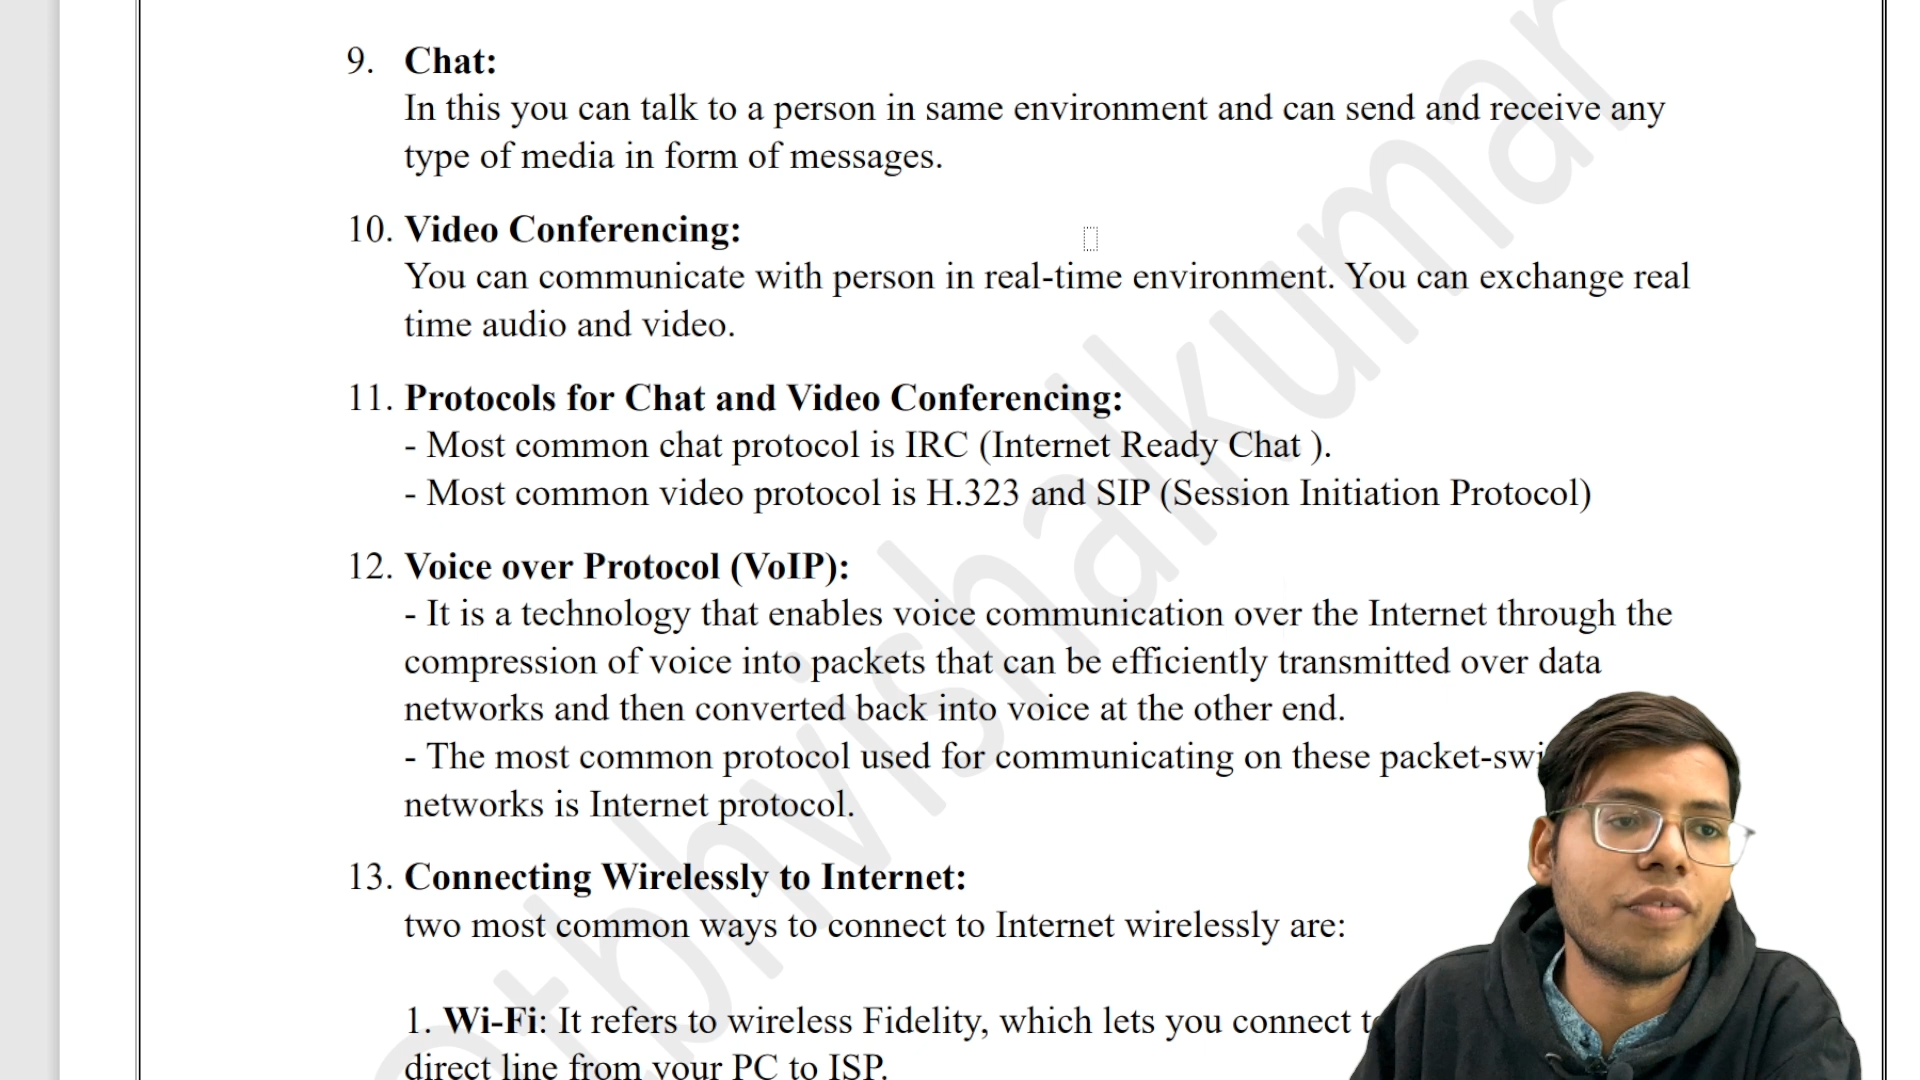 9. Chat:
In this you can talk to a person in same environment and can send and receive any
type of media in form of messages.
10. Video Conferencing:
You can communicate with person in real-time environment. You can exchange real
time audio and video.
11. Protocols for Chat and Video Conferencing:
- Most common chat protocol is IRC (Internet Ready Chat ).
- Most common video protocol is H.323 and SIP (Session Initiation Protocol)
12. Voice over Protocol (VoIP):
- It is a technology that enables voice communication over the Internet through the
compression of voice into packets that can be efficiently transmitted over data
networks and then converted back into voice at the other end.
- The most common protocol used for communicating on these
networks is Internet protocol.
13. Connecting Wirelessly to Internet:
two most common ways to connect to Internet wirelessly are:
1. Wi-Fi: It refers to wireless Fidelity, which lets you connect
direct line from your PC to ISP.